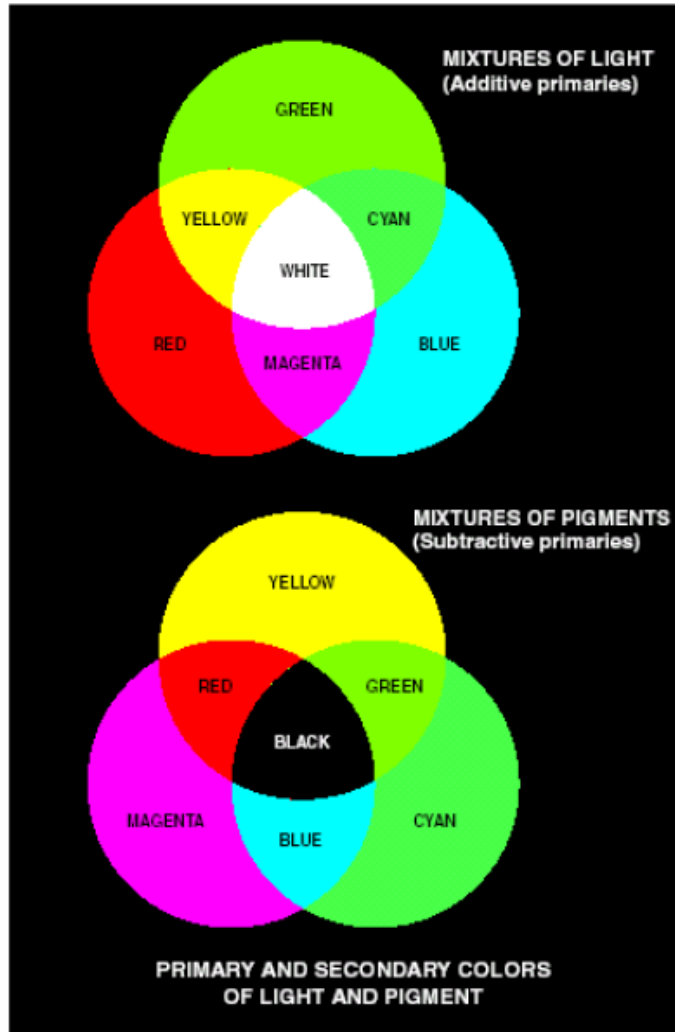 MIXTURES OF LIGHT
(Additive primaries)
GREEN
YELLOW
CYAN
WHITE
RED
BLUE
MAGENTA
MIXTURES OF PIGMENTS
(Subtractive primaries)
YELLOW
RED
GREEN
BLACK
MAGENTA
CYAN
BLUE
PRIMARY AND SECONDARY COLORS
OF LIGHT AND PIGMENT